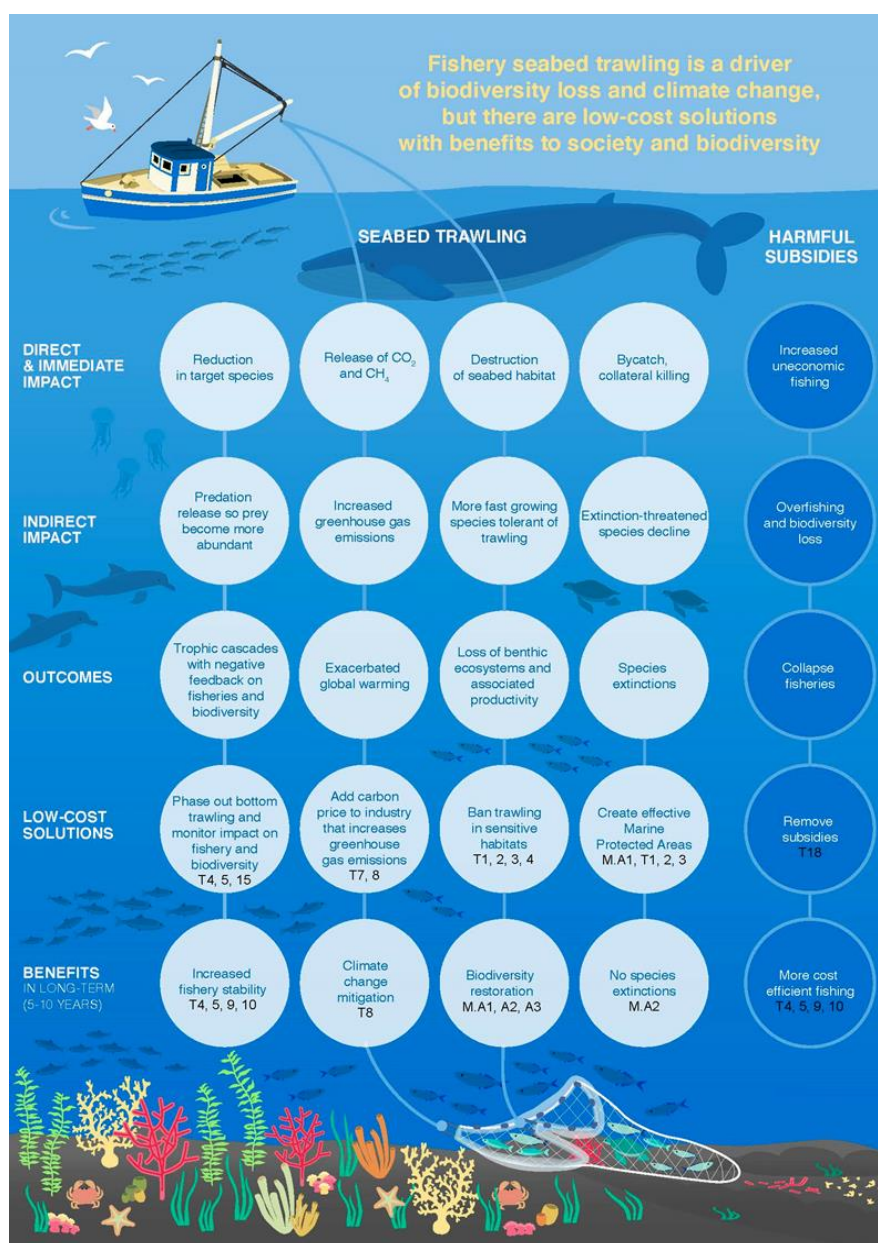 Fishery seabed trawling is a driver
of biodiversity loss and climate change,
but there are low-cost solutions
with benefits to society and biodiversity
SEABED TRAWLING
HARMFUL
SUBSIDIES
DIRECT
& IMMEDIATE
IMPACT
Reduction
in target species
Release of CO₂
and CH₄
Destruction
of seabed habitat
Bycatch,
collateral killing
Increased
uneconomic
fishing
INDIRECT
IMPACT
Predation
release so prey
become more
abundant
Increased
greenhouse gas
emissions
More fast growing
species tolerant of
trawling
Extinction-threatened
species decline
Overfishing
and biodiversity
loss
OUTCOMES
Trophic cascades
with negative
feedback on
fisheries and
biodiversity
Exacerbated
global warming
Loss of benthic
ecosystems and
associated
productivity
Species
extinctions
Collapse
fisheries
LOW-COST
SOLUTIONS
Phase out bottom
trawling and
monitor impact on
fishery and
biodiversity
T4, 5, 15
Add carbon
price to industry
that increases
greenhouse
gas emissions
T7, 8
Ban trawling
in sensitive
habitats
T1, 2, 3, 4
Create effective
Marine
Protected Areas
M.A1, T1, 2, 3
Remove
subsidies
T18
BENEFITS
IN LONG-TERM
(5-10 YEARS)
Increased
fishery stability
T4, 5, 9, 10
Climate
change
mitigation
T8
Biodiversity
restoration
M.A1, A2, A3
No species
extinctions
M.A2
More cost
efficient fishing
T4, 5, 9, 10